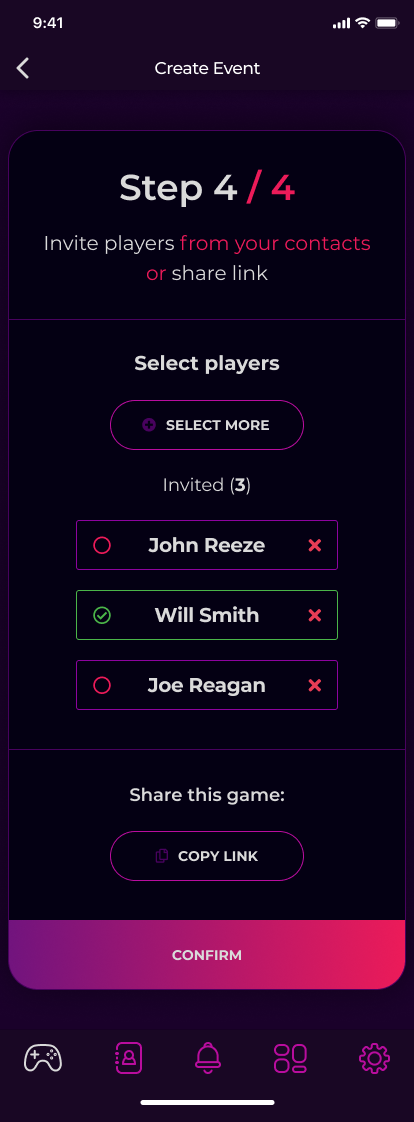 9:41
Create Event
Step 4 / 4
Invite players from your contacts
or share link
Select players
SELECT MORE
Invited (3)
John Reeze
Will Smith
Joe Reagan
Share this game:
COPY LINK
CONFIRM